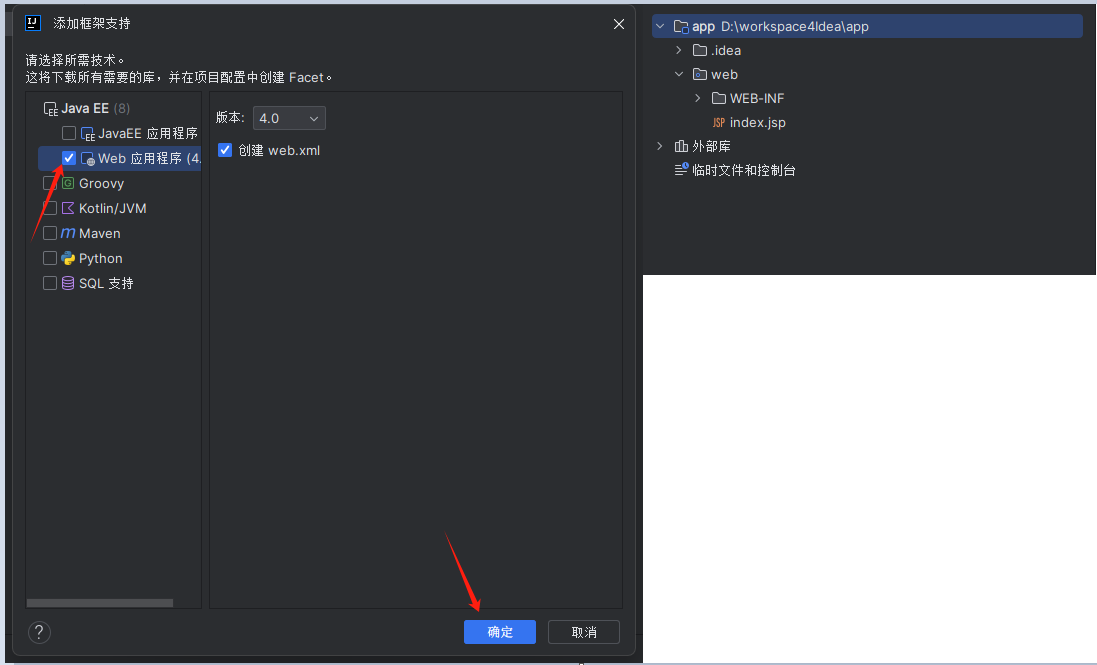 添加框架支持
请选择所需技术。
这将下载所有需要的库，并在项目配置中创建 Facet。
Java EE (8)
JavaEE 应用程序
Web 应用程序 (4.
Groovy
Kotlin/JVM
Maven
Python
SQL 支持
版本: 4.0
创建 web.xml
?
确定
取消
app D:\workspace4Idea\app
.idea
web
WEB-INF
JSP index.jsp
外部库
临时文件和控制台